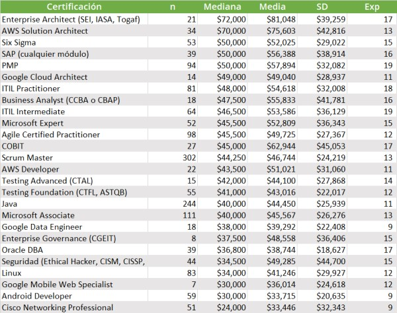 Certificación n Mediana Media SD Exp
Enterprise Architect (SEI, IASA, Togaf) 21 $72,000 $81,048 $39,259 17
AWS Solution Architect 34 $70,000 $75,603 $42,816 13
Six Sigma 53 $50,000 $52,025 $29,022 15
SAP (cualquier módulo) 39 $50,000 $56,388 $38,914 16
PMP 94 $50,000 $57,894 $32,082 19
Google Cloud Architect 14 $49,000 $49,040 $28,937 11
ITIL Practitioner 81 $48,000 $54,618 $32,008 18
Business Analyst (CCBA o CBAP) 18 $47,500 $55,833 $41,781 16
ITIL Intermediate 64 $46,500 $53,586 $36,129 19
Microsoft Expert 52 $45,500 $52,809 $36,343 15
Agile Certified Practitioner 98 $45,500 $49,725 $27,367 12
COBIT 27 $45,000 $62,944 $45,053 17
Scrum Master 302 $44,250 $46,744 $24,219 13
AWS Developer 22 $43,500 $51,021 $31,060 11
Testing Advanced (CTAL) 15 $42,000 $44,100 $27,868 14
Testing Foundation (CTFL, ASTQB) 55 $41,000 $43,016 $22,017 12
Java 244 $40,000 $44,450 $25,939 11
Microsoft Associate 111 $40,000 $45,567 $26,276 13
Google Data Engineer 18 $38,000 $39,292 $22,408 9
Enterprise Governance (CGEIT) 8 $37,500 $48,558 $36,406 15
Oracle DBA 39 $36,800 $38,744 $18,627 17
Seguridad (Ethical Hacker, CISM, CISSP, 44 $34,500 $49,285 $44,700 15
Linux 83 $34,000 $41,246 $29,927 12
Google Mobile Web Specialist 7 $30,000 $36,014 $24,618 12
Android Developer 59 $30,000 $33,715 $20,635 9
Cisco Networking Professional 51 $24,000 $33,446 $32,343 9